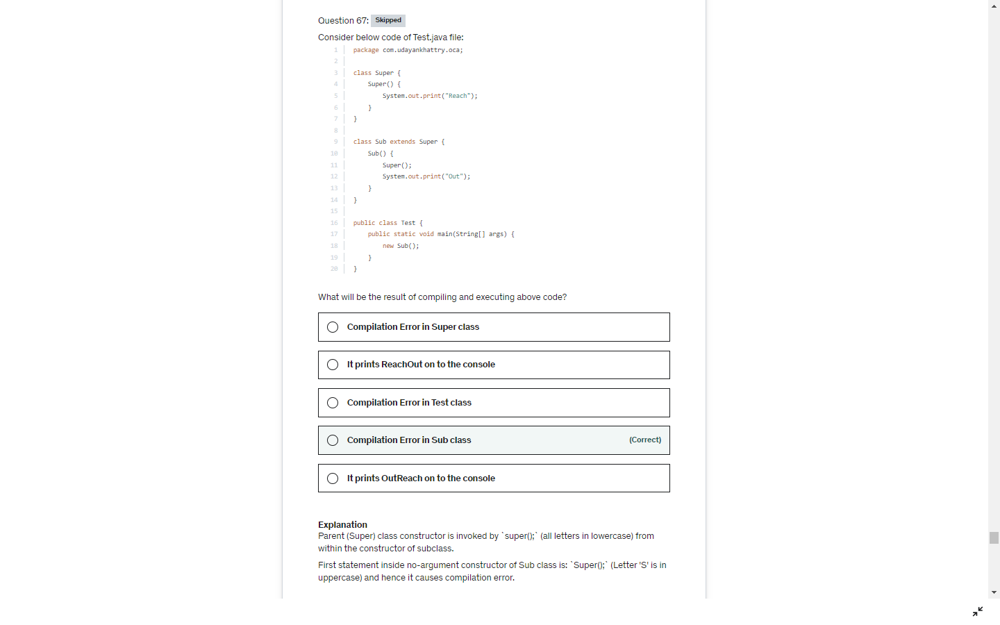 Question 67: Skipped
Consider below code of Test.java file:
1 package com.udayankhattry.oca;
2
3 class Super {
4 Super() {
5 System.out.print("Reach");
6 }
7 }
8
9 class Sub extends Super {
10 Sub() {
11 Super();
12 System.out.print("Out");
13 }
14 }
15
16 public class Test {
17 public static void main(String[] args) {
18 new Sub();
19 }
20 }
What will be the result of compiling and executing above code?
Compilation Error in Super class
It prints ReachOut on to the console
Compilation Error in Test class
Compilation Error in Sub class (Correct)
It prints OutReach on to the console
Explanation
Parent (Super) class constructor is invoked by `super();` (all letters in lowercase) from
within the constructor of subclass.
First statement inside no-argument constructor of Sub class is: `Super();` (Letter 'S' is in
uppercase) and hence it causes compilation error.